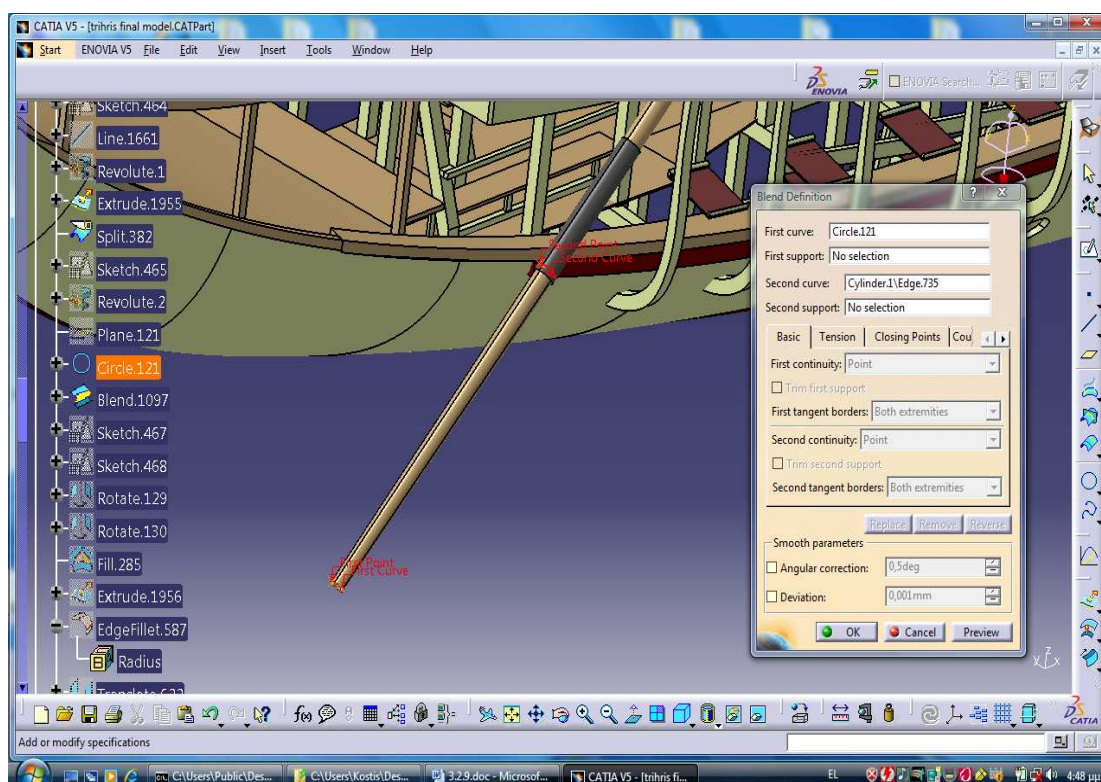 CATIA V5 - [trihris final model.CATPart]
Start ENOVIA V5 File Edit View Insert Tools Window Help
ENOVIA ENOVIA Search...
Sketch.464
Line.1661
Revolute.1
Extrude.1955
Split.382
Sketch.465
Revolute.2
Plane.121
Circle.121
Blend.1097
Sketch.467
Sketch.468
Rotate.129
Rotate.130
Fill.285
Extrude.1956
EdgeFillet.587
Radius
Second Point
Second Curve
First Point
First Curve
z
Blend Definition
First curve: Circle.121
First support: No selection
Second curve: Cylinder.1\Edge.735
Second support: No selection
Basic Tension Closing Points Cou
First continuity: Point
Trim first support
First tangent borders: Both extremities
Second continuity: Point
Trim second support
Second tangent borders: Both extremities
Replace Remove Reverse
Smooth parameters
Angular correction: 0,5deg
Deviation: 0,001mm
OK Cancel Preview
z
y x
f(x)
CATIA
Add or modify specifications
C:\Users\Public\Des... C:\Users\Kostis\Des... 3.2.9.doc - Microsof... CATIA V5 - [trihris fi... EL 4:48 μμ